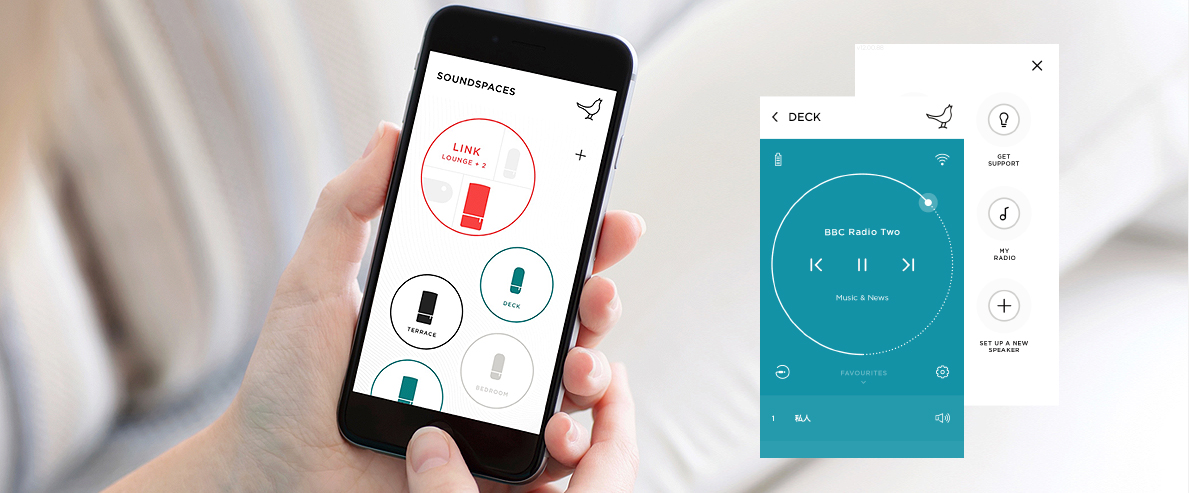 SOUNDSPACES
LINK
LOUNGE + 2
DECK
TERRACE
BEDROOM
DECK
BBC Radio Two
Music & News
FAVOURITES
1 私人
GET
SUPPORT
MY
RADIO
SET UP A NEW
SPEAKER